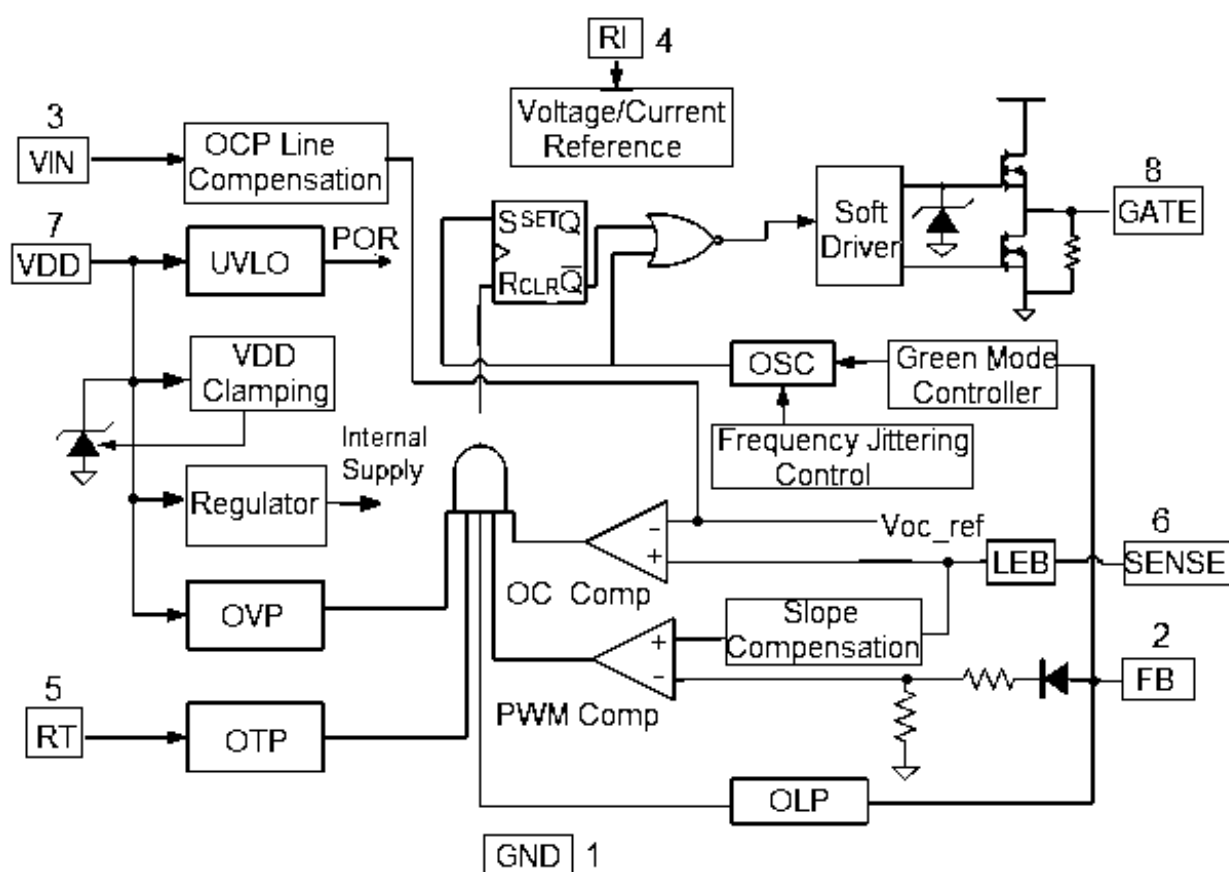 RI 4
Voltage/Current
Reference
3
VIN
OCP Line
Compensation
7
VDD
UVLO
POR
S SET Q
R CLR Q̅
Soft
Driver
8
GATE
VDD
Clamping
OSC
Green Mode
Controller
Frequency Jittering
Control
Internal
Supply
Regulator
-
+
Voc_ref
OC Comp
LEB
6
SENSE
OVP
Slope
Compensation
+
-
PWM Comp
2
FB
5
RT
OTP
OLP
GND 1